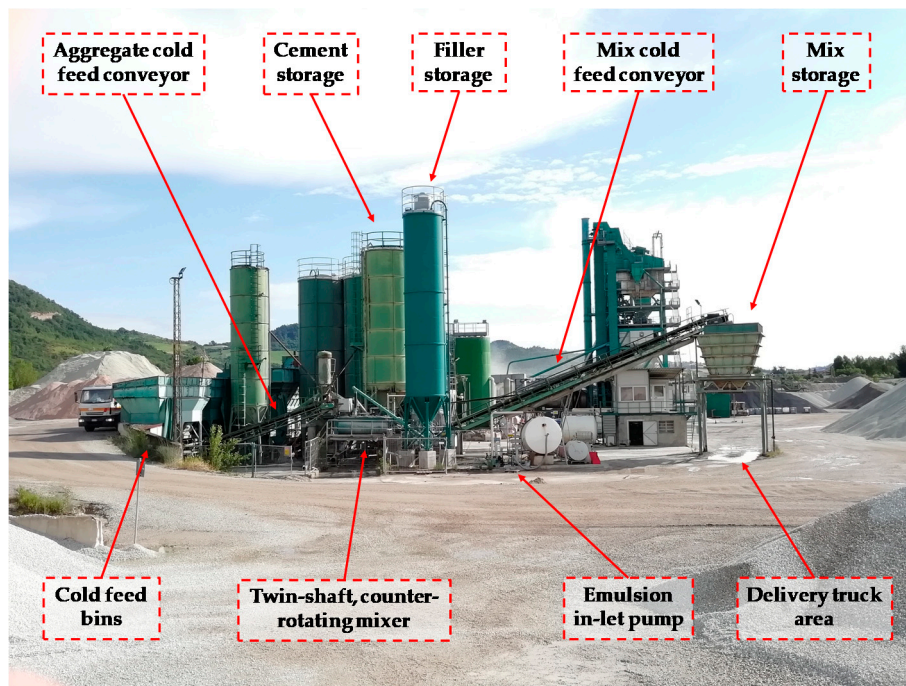 Aggregate cold
feed conveyor
Cement
storage
Filler
storage
Mix cold
feed conveyor
Mix
storage
Cold feed
bins
Twin-shaft, counter-
rotating mixer
Emulsion
in-let pump
Delivery truck
area